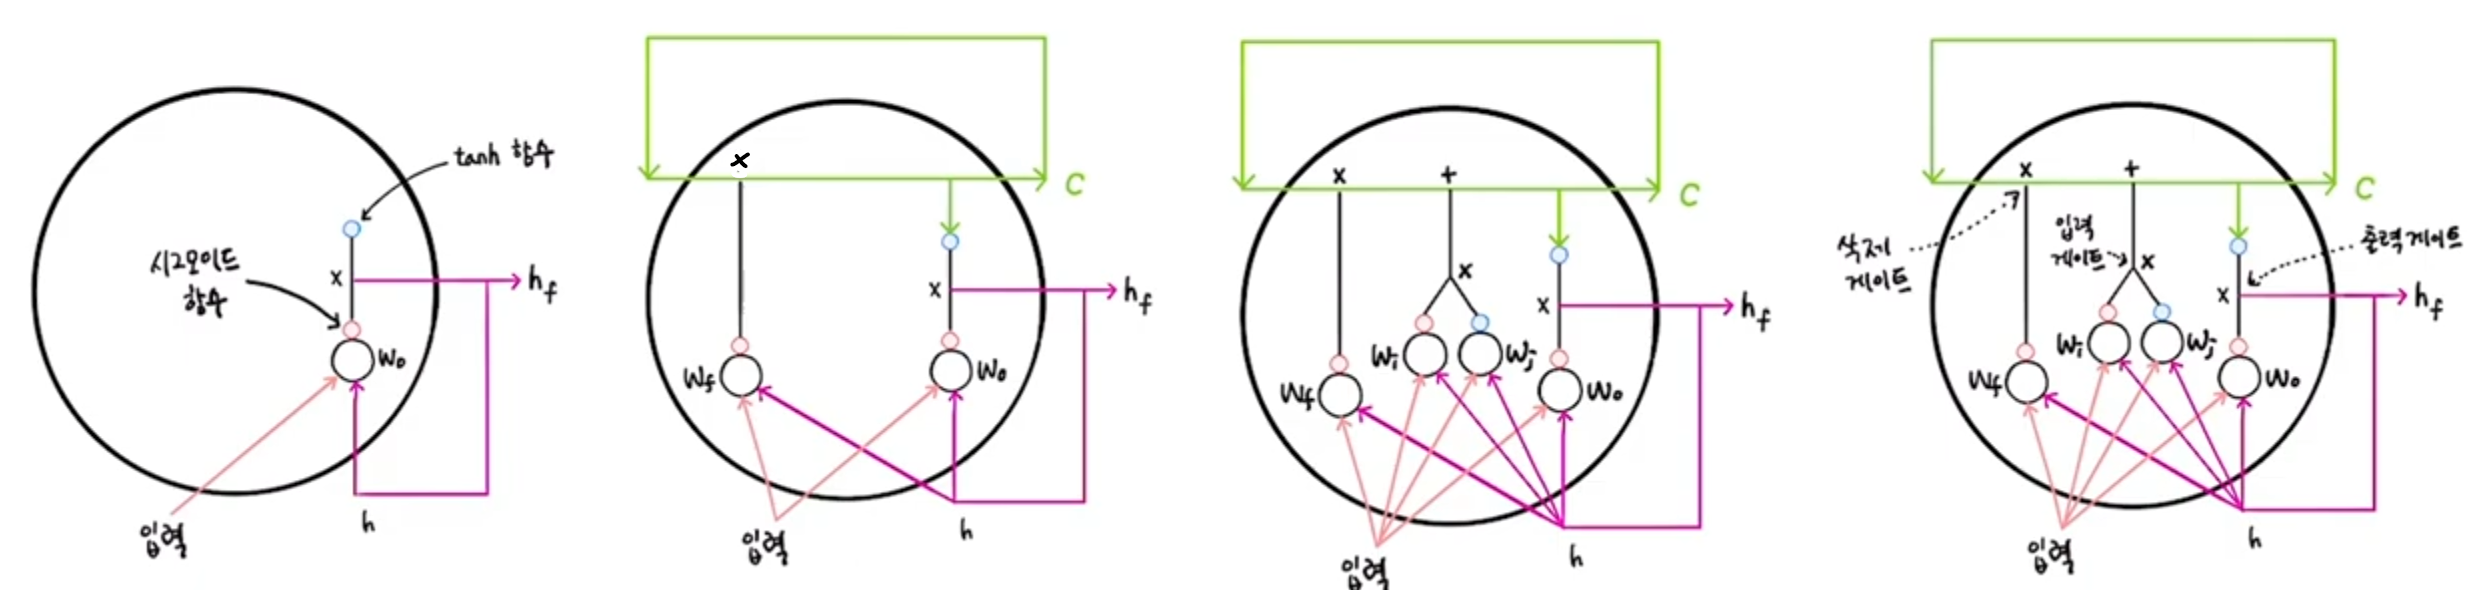 tanh 함수
시그모이드
함수
x
h_f
w_o
입력
h
x
C
x
h_f
w_f
w_o
입력
h
x
+
C
x
x
h_f
w_i
w_j
w_f
w_o
입력
h
x
+
C
삭제
게이트
입력
게이트
x
출력게이트
x
h_f
w_i
w_j
w_f
w_o
입력
h